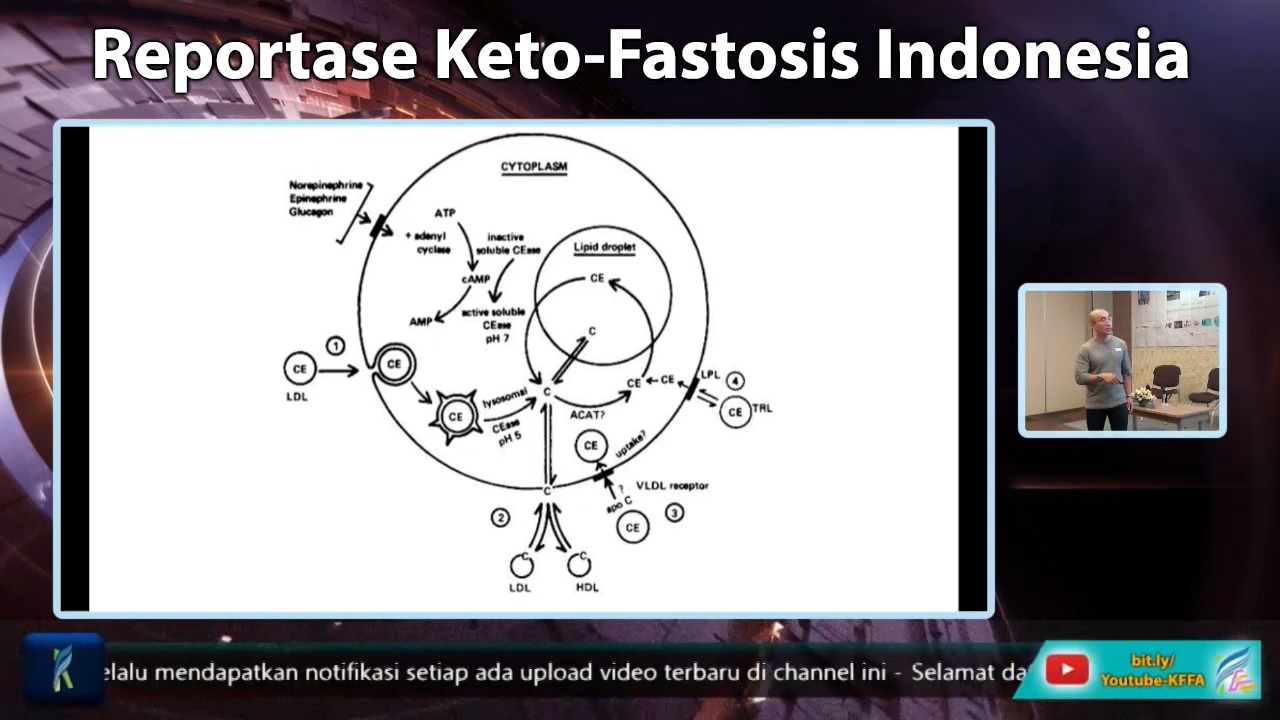 Reportase Keto-Fastosis Indonesia
CYTOPLASM
Norepinephrine
Epinephrine
Glucagon
ATP
+ adenyl
cyclase
inactive
soluble CEase
cAMP
AMP
active soluble
CEase
pH 7
Lipid droplet
CE
C
1
CE
LDL
CE
CE
lysosomal
CEase
pH 5
C
ACAT?
CE
CE
LPL
4
CE
TRL
CE
uptake?
VLDL receptor
?
apo C
CE
3
C
2
C
C
LDL
HDL
elalu mendapatkan notifikasi setiap ada upload video terbaru di channel ini - Selamat da
bit.ly/
Youtube-KFFA